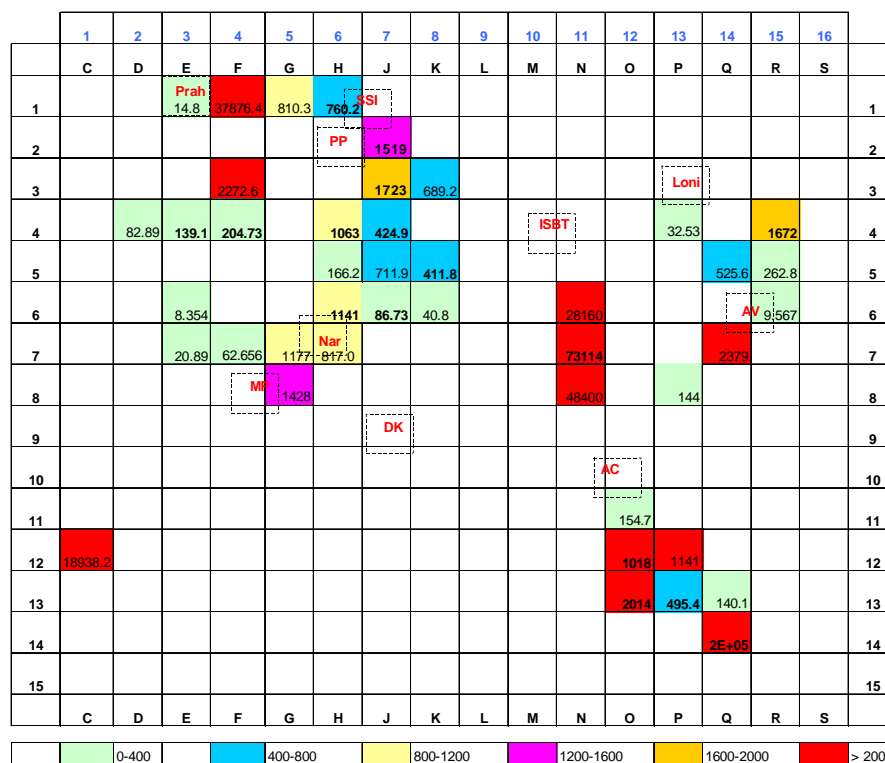 1 2 3 4 5 6 7 8 9 10 11 12 13 14 15 16
C D E F G H J K L M N O P Q R S
Prah SSI
1 14.8 37876.4 810.3 760.2 1
PP
2 1519 2
Loni
3 2272.6 1723 689.2 3
ISBT
4 82.89 139.1 204.73 1063 424.9 32.53 1672 4
5 166.2 711.9 411.8 525.6 262.8 5
AV
6 8.354 1141 86.73 40.8 28160 9.567 6
Nar
7 20.89 62.656 1177 817.0 73114 2379 7
MP
8 1428 48400 144 8
DK
9 9
AC
10 10
11 154.7 11
12 18938.2 1018 1141 12
13 2014 495.4 140.1 13
14 2E+05 14
15 15
C D E F G H J K L M N O P Q R S
0-400 400-800 800-1200 1200-1600 1600-2000 > 200